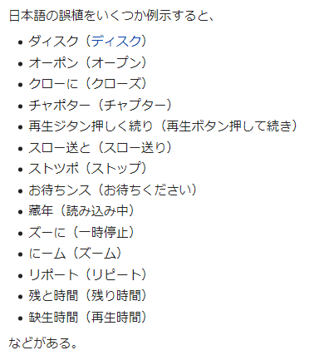 日本語の誤植をいくつか例示すると、
ダィスク（ディスク）
オーポン（オープン）
クローに（クローズ）
チャポター（チャプター）
再生ジタン押しく続り（再生ボタン押して続き）
スロー送と（スロー送り）
ストツポ（ストップ）
お待ちンス（お待ちください）
藏年（読み込み中）
ズーに（一時停止）
にーム（ズーム）
リポート（リピート）
残と時間（残り時間）
缺生時間（再生時間）
などがある。